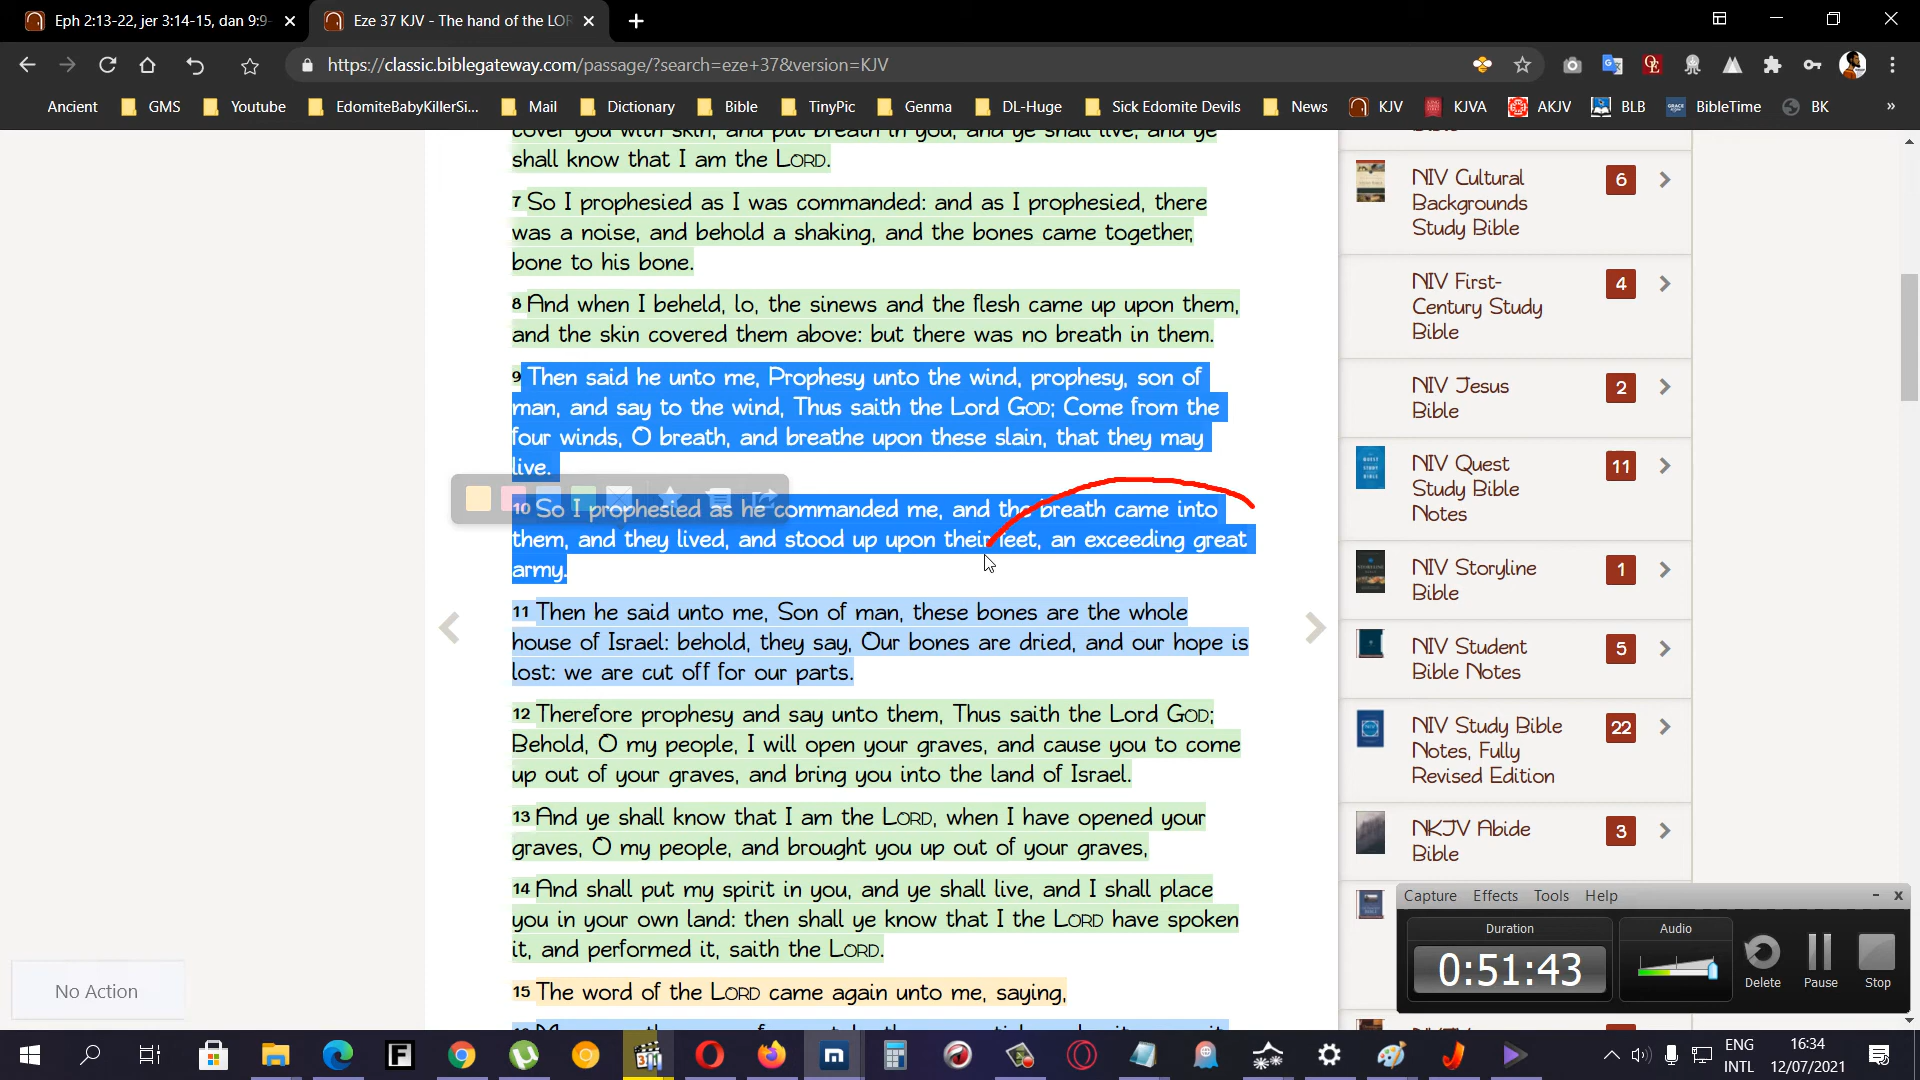 Eph 2:13-22, jer 3:14-15, dan 9:9-
Eze 37 KJV - The hand of the LOR
https://classic.biblegateway.com/passage/?search=eze+37&version=KJV
Ancient GMS Youtube EdomiteBabyKillerSi... Mail Dictionary Bible TinyPic Genma DL-Huge Sick Edomite Devils News KJV KJVA AKJV BLB BibleTime BK »
cover you with skin, and put breath in you, and ye shall live, and ye
shall know that I am the LORD.
7 So I prophesied as I was commanded: and as I prophesied, there
was a noise, and behold a shaking, and the bones came together,
bone to his bone.
8 And when I beheld, lo, the sinews and the flesh came up upon them,
and the skin covered them above: but there was no breath in them.
9 Then said he unto me, Prophesy unto the wind, prophesy, son of
man, and say to the wind, Thus saith the Lord GOD; Come from the
four winds, O breath, and breathe upon these slain, that they may
live.
10 So I prophesied as he commanded me, and the breath came into
them, and they lived, and stood up upon their feet, an exceeding great
army.
11 Then he said unto me, Son of man, these bones are the whole
house of Israel: behold, they say, Our bones are dried, and our hope is
lost: we are cut off for our parts.
12 Therefore prophesy and say unto them, Thus saith the Lord GOD;
Behold, O my people, I will open your graves, and cause you to come
up out of your graves, and bring you into the land of Israel.
13 And ye shall know that I am the LORD, when I have opened your
graves, O my people, and brought you up out of your graves,
14 And shall put my spirit in you, and ye shall live, and I shall place
you in your own land: then shall ye know that I the LORD have spoken
it, and performed it, saith the LORD.
15 The word of the LORD came again unto me, saying,
NIV Cultural
Backgrounds
Study Bible
6
NIV First-
Century Study
Bible
4
NIV Jesus
Bible
2
NIV Quest
Study Bible
Notes
11
NIV Storyline
Bible
1
NIV Student
Bible Notes
5
NIV Study Bible
Notes, Fully
Revised Edition
22
NKJV Abide
Bible
3
No Action
Capture Effects Tools Help
Duration
0:51:43
Audio
Delete Pause Stop
ENG
INTL
16:34
12/07/2021